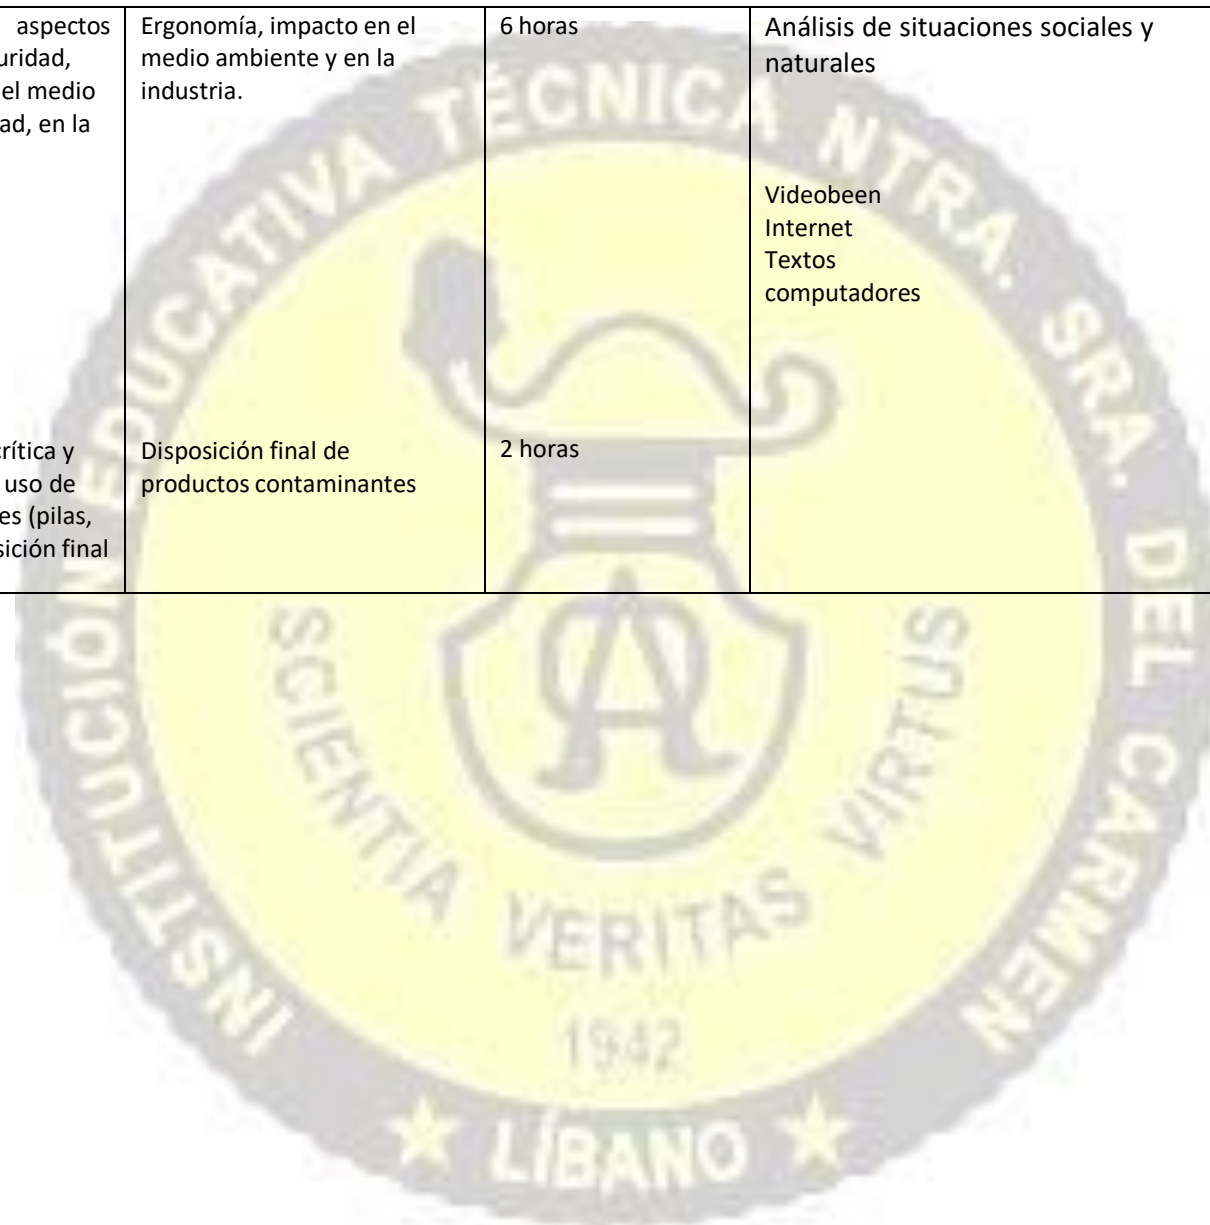 aspectos
uridad,
el medio
ad, en la
Ergonomía, impacto en el
medio ambiente y en la
industria.
6 horas
Análisis de situaciones sociales y
naturales
Videobeen
Internet
Textos
computadores
crítica y
uso de
es (pilas,
sición final
Disposición final de
productos contaminantes
2 horas
INSTITUCIÓN EDUCATIVA TÉCNICA NTRA. SRA. DEL CARMEN
SCIENTIA VERITAS VIRTUS
1942
LÍBANO